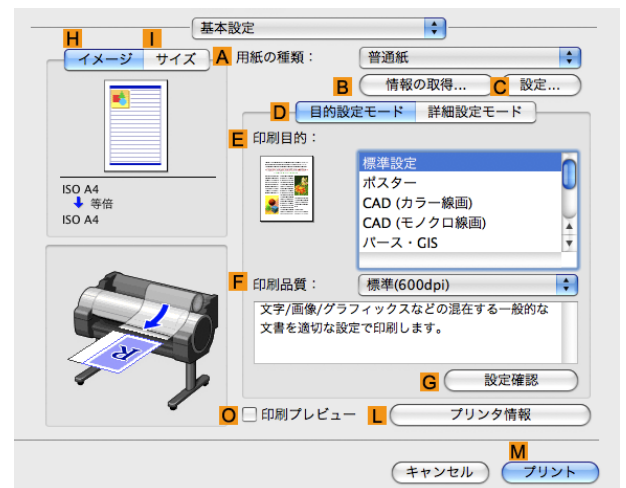 基本設定
H
I
イメージ サイズ
A 用紙の種類： 普通紙
B 情報の取得... C 設定...
D 目的設定モード 詳細設定モード
E 印刷目的：
標準設定
ポスター
CAD (カラー線画)
CAD (モノクロ線画)
パース・GIS
ISO A4
等倍
ISO A4
F 印刷品質： 標準(600dpi)
文字/画像/グラフィックスなどの混在する一般的な
文書を適切な設定で印刷します。
R
G 設定確認
O 印刷プレビュー L プリンタ情報
M
キャンセル プリント